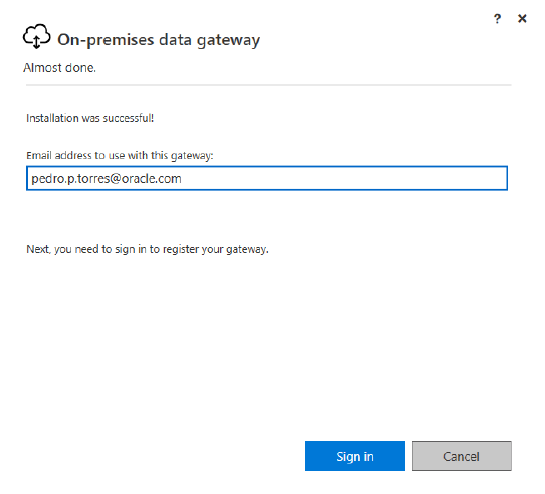 ? ×
On-premises data gateway
Almost done.
Installation was successful!
Email address to use with this gateway:
pedro.p.torres@oracle.com
Next, you need to sign in to register your gateway.
Sign in
Cancel